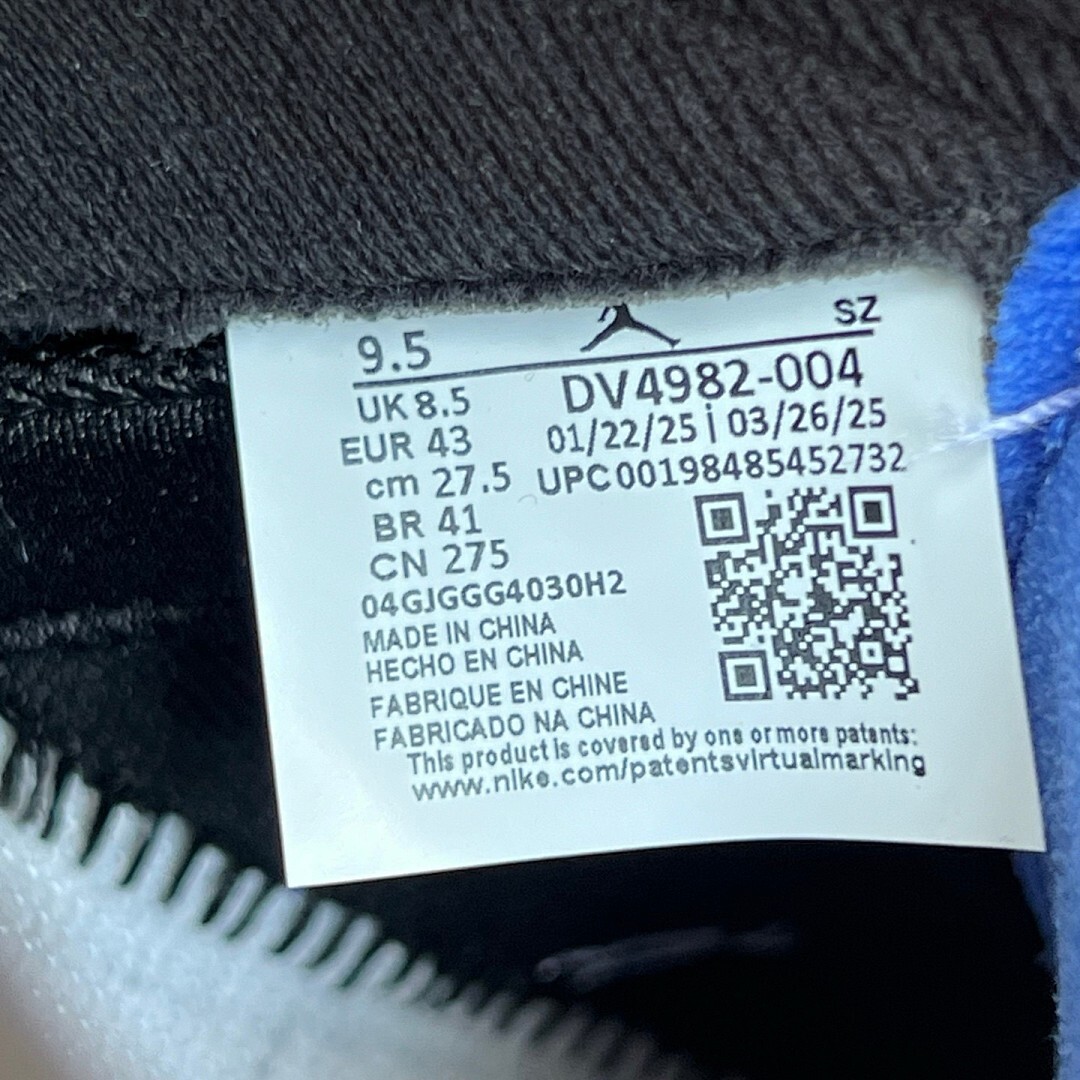 9.5 SZ
UK 8.5 DV4982-004
EUR 43 01/22/25 | 03/26/25
cm 27.5 UPC00198485452732
BR 41
CN 275
04GJGGG4030H2
MADE IN CHINA
HECHO EN CHINA
FABRIQUE EN CHINE
FABRICADO NA CHINA
This product is covered by one or more patents:
www.nike.com/patentsvirtualmarking